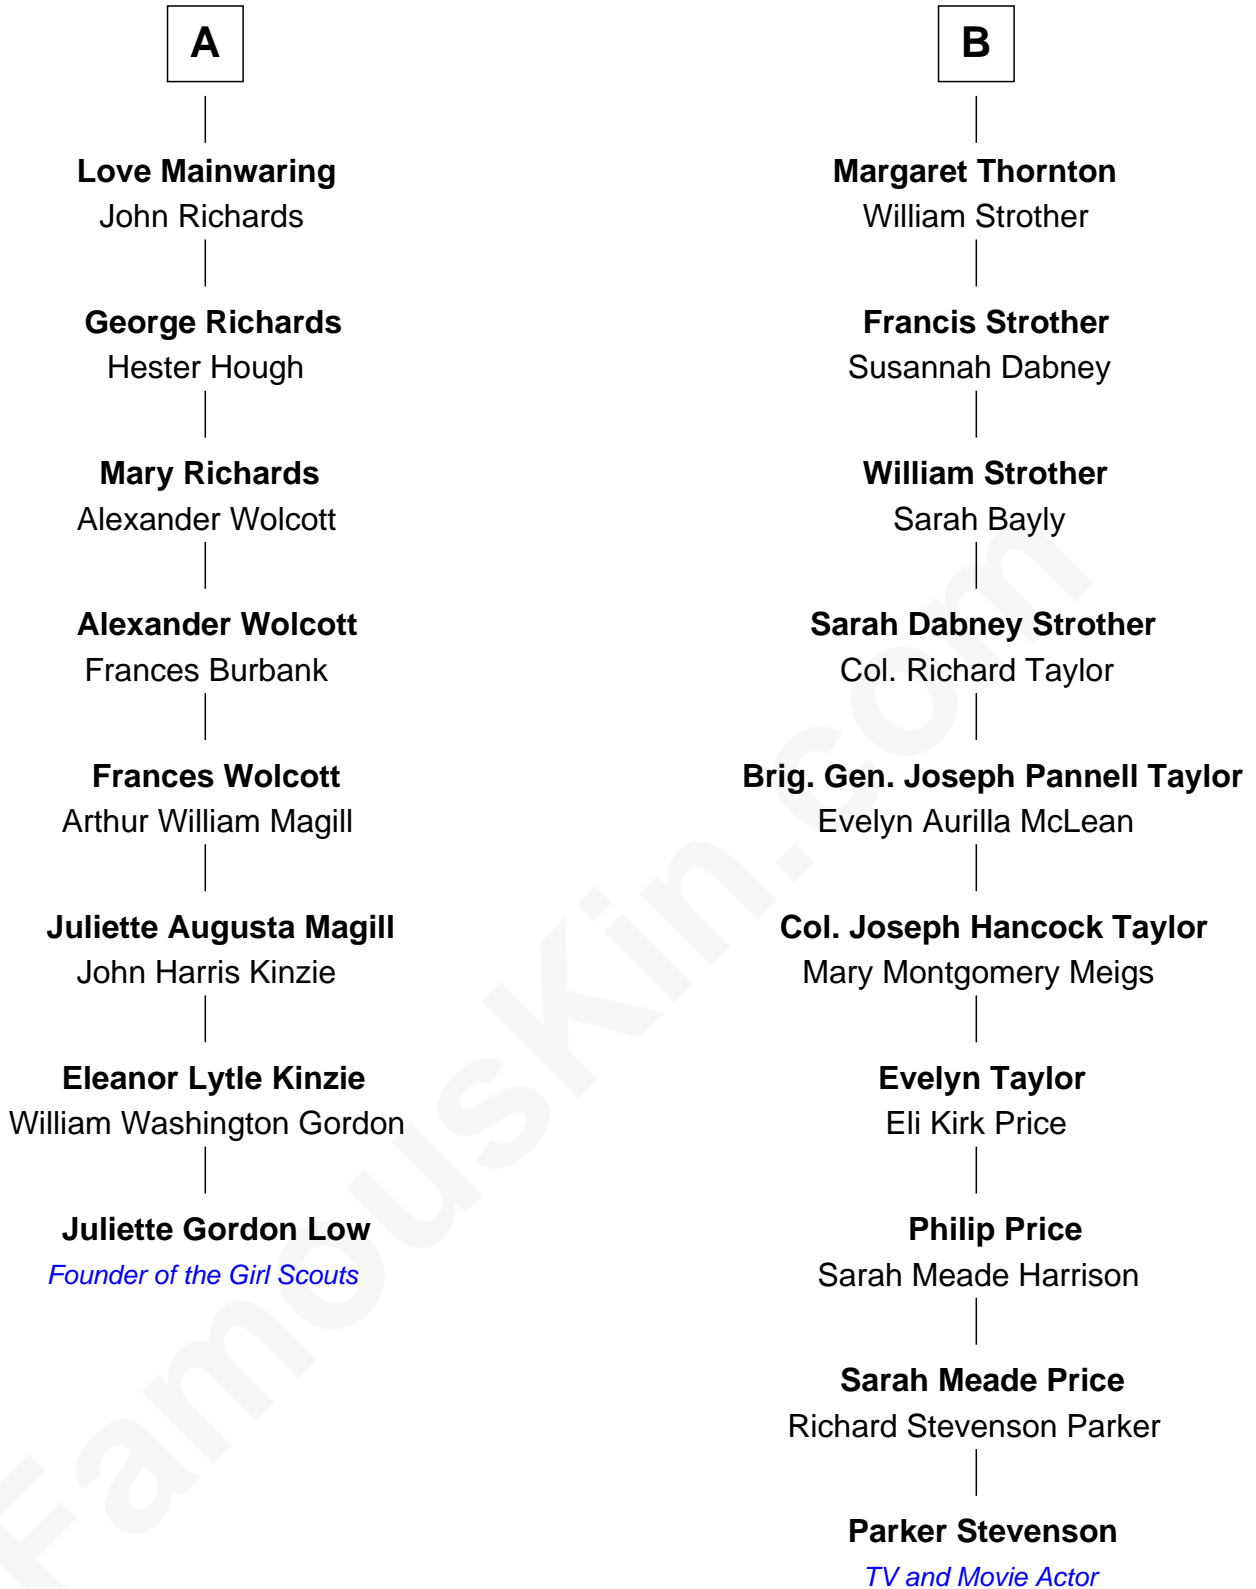 A
Love Mainwaring
John Richards
George Richards
Hester Hough
Mary Richards
Alexander Wolcott
Alexander Wolcott
Frances Burbank
Frances Wolcott
Arthur William Magill
Juliette Augusta Magill
John Harris Kinzie
Eleanor Lytle Kinzie
William Washington Gordon
Juliette Gordon Low
Founder of the Girl Scouts
B
Margaret Thornton
William Strother
Francis Strother
Susannah Dabney
William Strother
Sarah Bayly
Sarah Dabney Strother
Col. Richard Taylor
Brig. Gen. Joseph Pannell Taylor
Evelyn Aurilla McLean
Col. Joseph Hancock Taylor
Mary Montgomery Meigs
Evelyn Taylor
Eli Kirk Price
Philip Price
Sarah Meade Harrison
Sarah Meade Price
Richard Stevenson Parker
Parker Stevenson
TV and Movie Actor
FamousKin.com